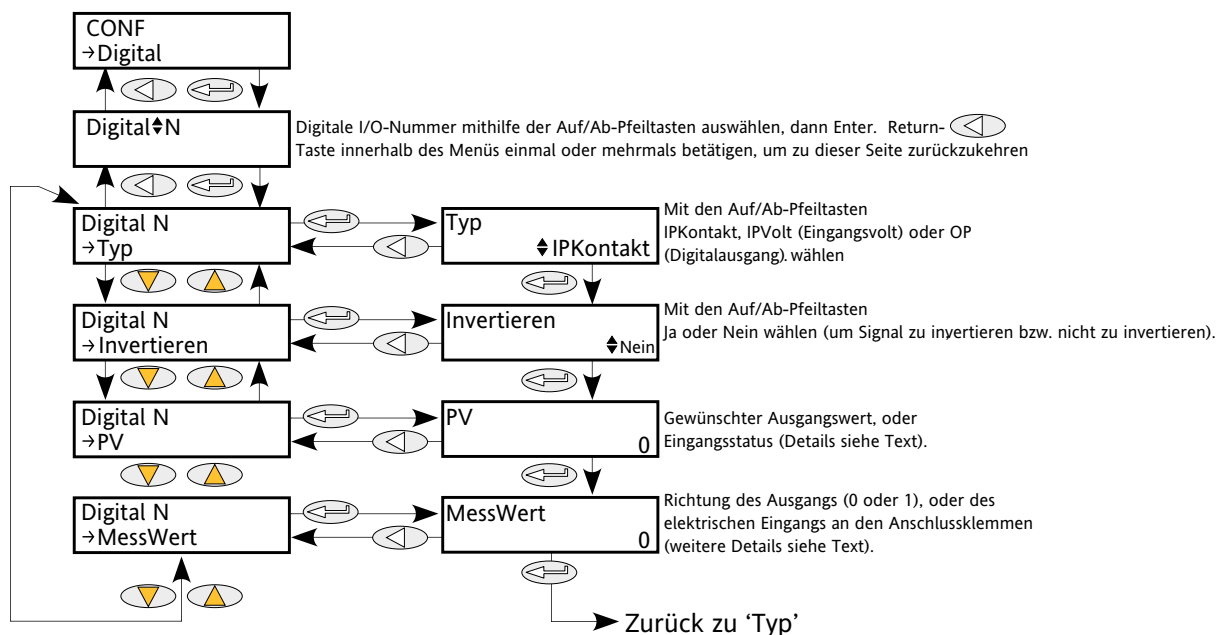 CONF
→Digital
Digital♦N
Digitale I/O-Nummer mithilfe der Auf/Ab-Pfeiltasten auswählen, dann Enter. Return-
Taste innerhalb des Menüs einmal oder mehrmals betätigen, um zu dieser Seite zurückzukehren
Digital N
→Typ
Typ
♦IPKontakt
Mit den Auf/Ab-Pfeiltasten
IPKontakt, IPVolt (Eingangsvolt) oder OP
(Digitalausgang). wählen
Digital N
→Invertieren
Invertieren
♦Nein
Mit den Auf/Ab-Pfeiltasten
Ja oder Nein wählen (um Signal zu invertieren bzw. nicht zu invertieren).
Digital N
→PV
PV
0
Gewünschter Ausgangswert, oder
Eingangsstatus (Details siehe Text).
Digital N
→MessWert
MessWert
0
Richtung des Ausgangs (0 oder 1), oder des
elektrischen Eingangs an den Anschlussklemmen
(weitere Details siehe Text).
Zurück zu ‘Typ’